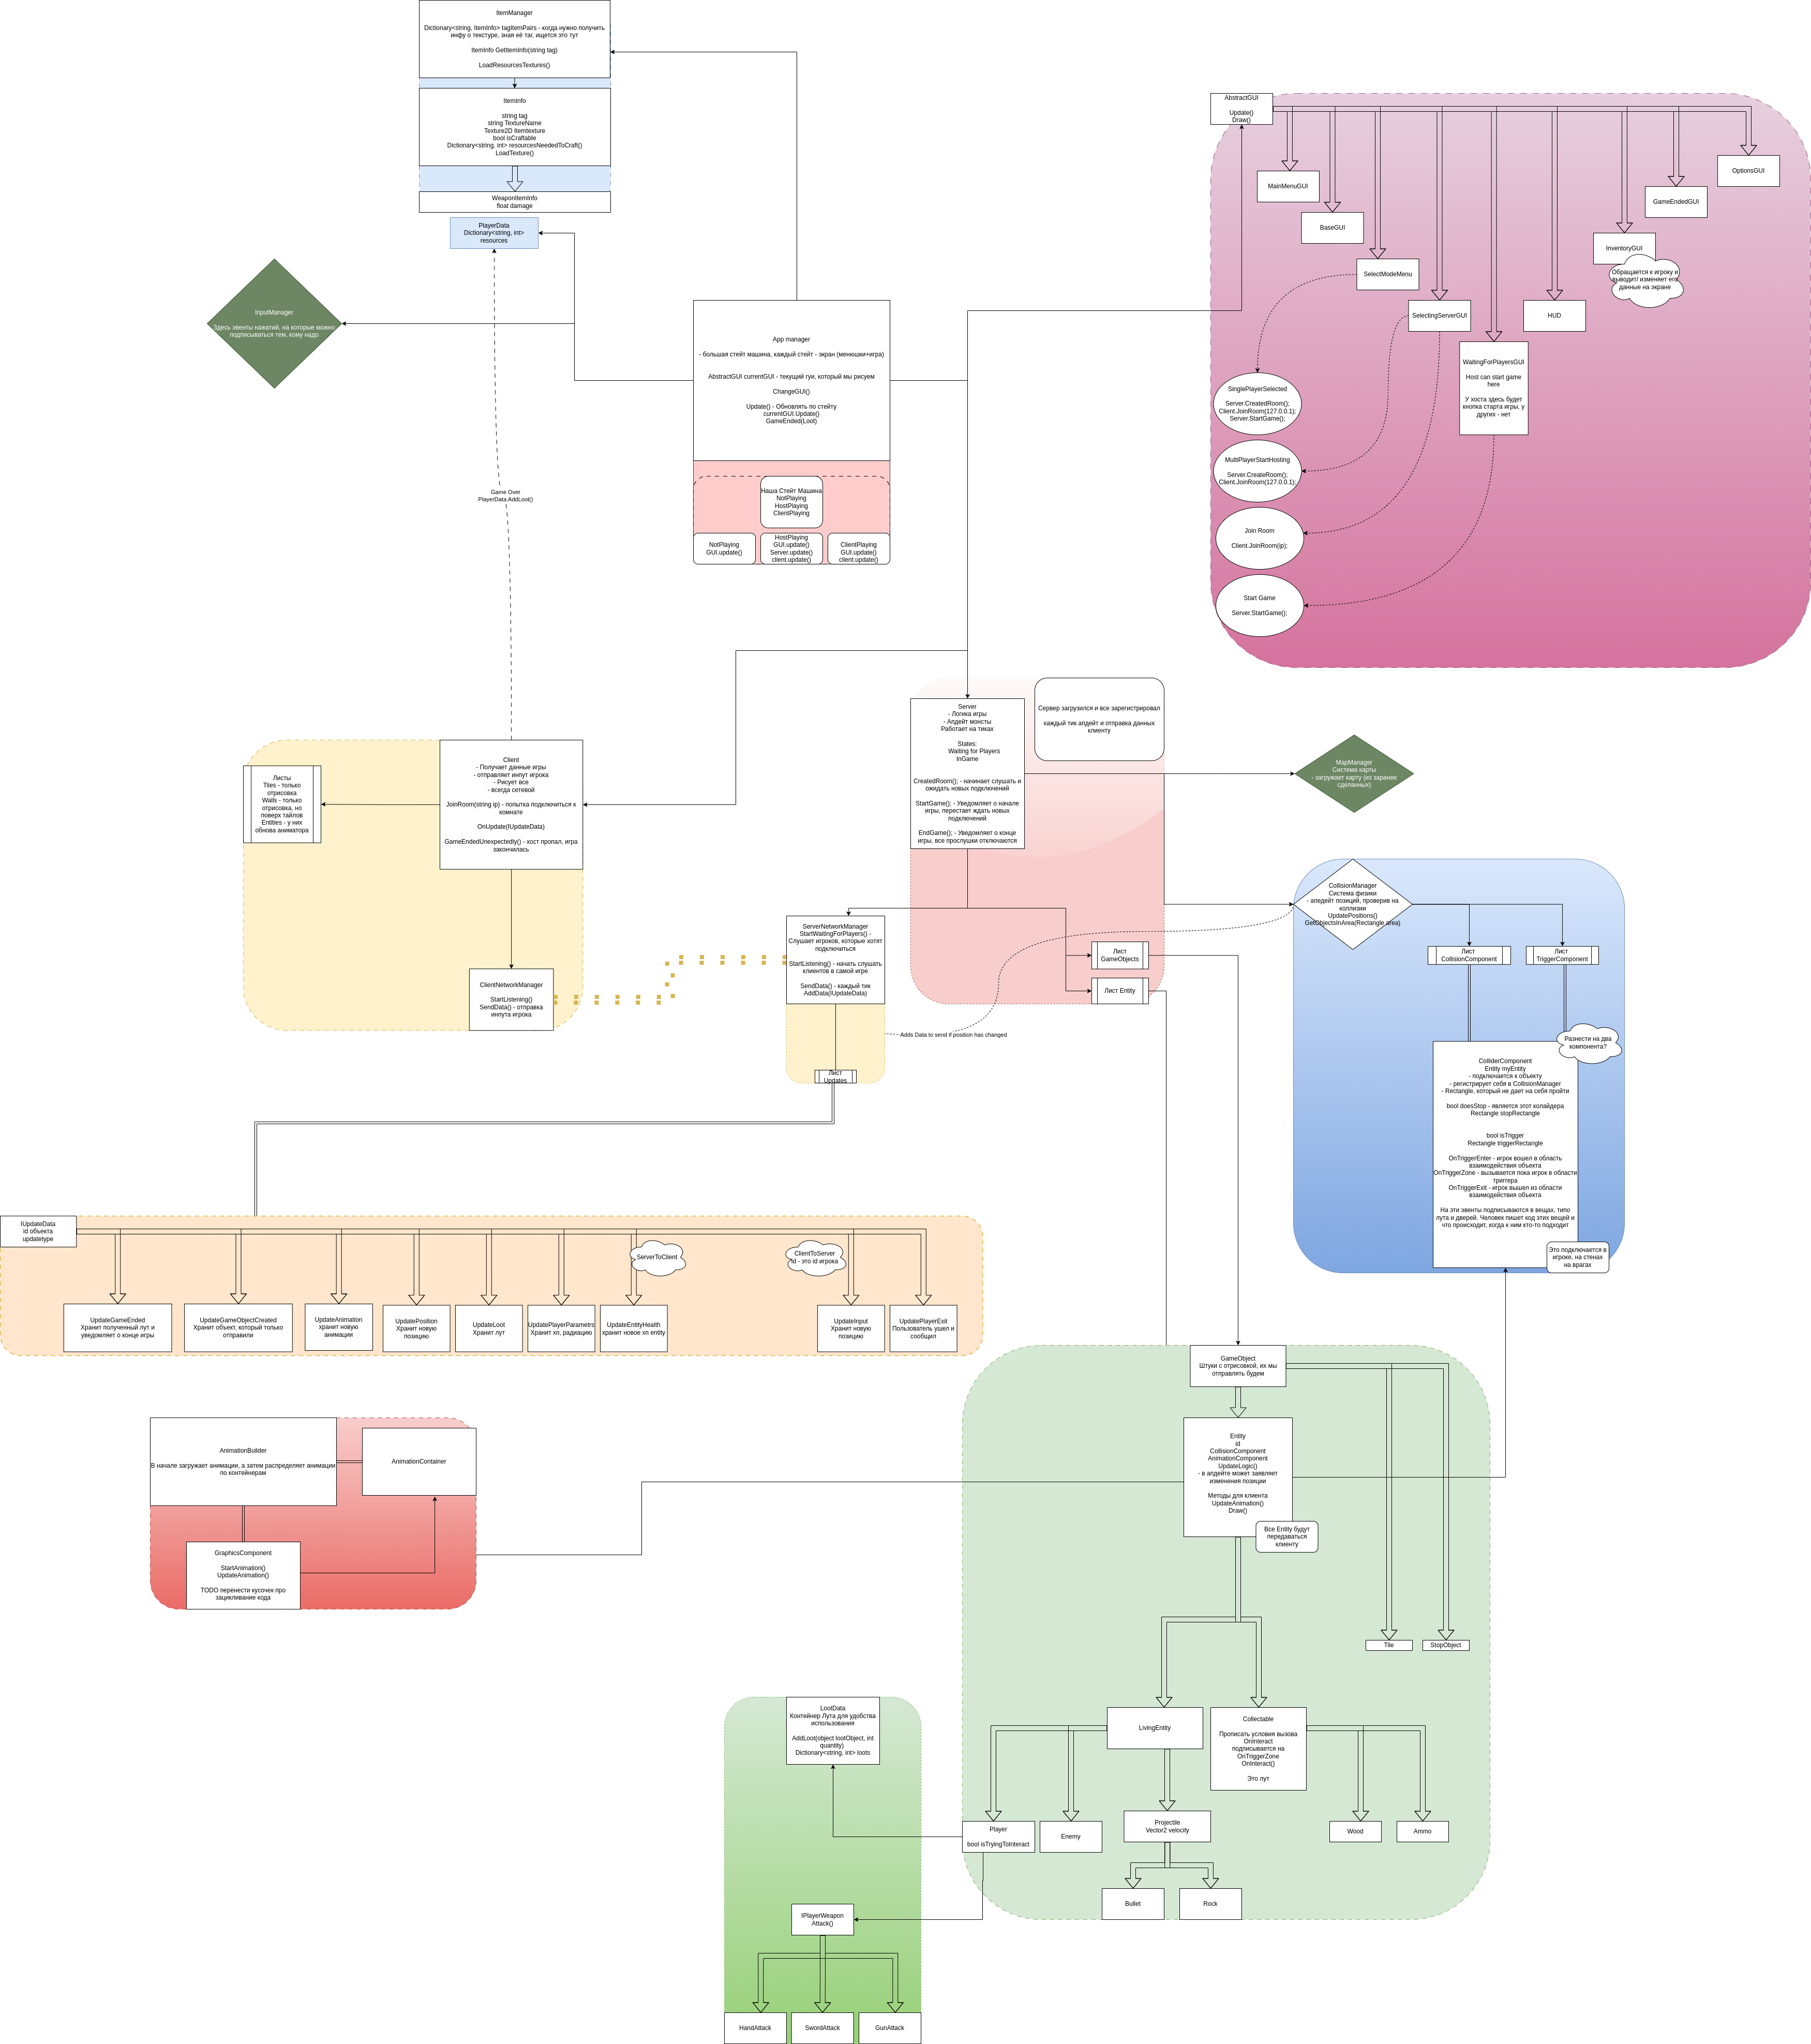 ItemManager
Dictionary<string, ItemInfo> tagItemPairs - когда нужно получить
инфу о текстуре, зная её таг, ищется это тут
ItemInfo GetItemInfo(string tag)
LoadResourcesTextures()
ItemInfo
string tag
string TextureName
Texture2D itemtexture
bool isCraftable
Dictionary<string, int> resourcesNeededToCraft()
LoadTexture()
WeaponItemInfo
float damage
PlayerData
Dictionary<string, int>
resources
InputManager
Здесь эвенты нажатий, на которые можно
подписываться тем, кому надо
App manager
- большая стейт машина, каждый стейт - экран (менюшки+игра)
AbstractGUI currentGUI - текущий гуи, который мы рисуем
ChangeGUI()
Update() - Обновлять по стейту
currentGUI.Update()
GameEnded(Loot)
Наша Стейт Машина
NotPlaying
HostPlaying
ClientPlaying
NotPlaying
GUI.update()
HostPlaying
GUI.update()
Server.update()
client.update()
ClientPlaying
GUI.update()
client.update()
Game Over
PlayerData.AddLoot()
AbstractGUI
Update()
Draw()
MainMenuGUI
BaseGUI
SelectModeMenu
SelectingServerGUI
WaitingForPlayersGUI
Host can start game
here
У хоста здесь будет
кнопка старта игры, у
других - нет
HUD
InventoryGUI
Обращается к игроку и
выводит/ изменяет его
данные на экране
GameEndedGUI
OptionsGUI
SinglePlayerSelected
Server.CreatedRoom();
Client.JoinRoom(127.0.0.1);
Server.StartGame();
MultiPlayerStartHosting
Server.CreateRoom();
Client.JoinRoom(127.0.0.1);
Join Room
Client.JoinRoom(ip);
Start Game
Server.StartGame();
Client
- Получает данные игры
- отправляет инпут игрока
- Рисует все
- всегда сетевой
JoinRoom(string ip) - попытка подключиться к
комнате
OnUpdate(IUpdateData)
GameEndedUnexpectedly() - хост пропал, игра
закончилась
Листы
Tiles - только
отрисовка
Walls - только
отрисовка, но
поверх тайлов
Entities - у них
обнова аниматора
ClientNetworkManager
StartListening()
SendData() - отправка
инпута игрока
Server
- Логика игры
- Апдейт монсты
Работает на тиках
States:
Waiting for Players
InGame
CreatedRoom(); - начинает слушать и
ожидать новых подключений
StartGame(); - Уведомляет о начале
игры, перестает ждать новых
подключений
EndGame(); - Уведомляет о конце
игры, все прослушки отключаются
Сервер загрузился и все зарегистрировал
каждый тик апдейт и отправка данных
клиенту
MapManager
Система карты
- загружает карту (из заранее
сделанных)
ServerNetworkManager
StartWaitingForPlayers() -
Слушает игроков, которые хотят
подключиться
StartListening() - начать слушать
клиентов в самой игре
SendData() - каждый тик
AddData(IUpdateData)
Лист
Updates
Лист
GameObjects
Лист Entity
Adds Data to send if position has changed
CollisionManager
Система физики
- апедейт позиций, проверив на
коллизии
UpdatePositions()
GetObjectsInArea(Rectangle area)
Лист
CollisionComponent
Лист
TriggerComponent
Разнести на два
компонента?
ColliderComponent
Entity myEntity
- подключается к объекту
- регистрирует себя в CollisionManager
- Rectangle, который не дает на себя пройти
bool doesStop - является этот колайдера
Rectangle stopRectangle
bool isTrigger
Rectangle triggerRectangle
OnTriggerEnter - игрок вошел в область
взаимодействия объекта
OnTriggerZone - вызывается пока игрок в области
триггера
OnTriggerExit - игрок вышел из области
взаимодействия объекта
На эти эвенты подписываются в вещах, типо
лута и дверей. Человек пишет код этих вещей и
что происходит, когда к ним кто-то подходит
Это подключается в
игроке, на стенах
на врагах
IUpdateData
id объекта
updatetype
ServerToClient
ClientToServer
Id - это id игрока
UpdateGameEnded
Хранит полученный лут и
уведомляет о конце игры
UpdateGameObjectCreated
Хранит объект, который только
отправили
UpdateAnimation
хранит новую
анимации
UpdatePosition
Хранит новую
позицию
UpdateLoot
Хранит лут
UpdatePlayerParametrs
Хранит хп, радиацию
UpdateEntityHealth
хранит новое хп entity
UpdateInput
Хранит новую
позицию
UpdatePlayerExit
Пользователь ушел и
сообщил
AnimationBuilder
В начале загружает анимации, а затем распределяет анимации
по контейнерам
AnimationContainer
GraphicsComponent
StartAnimation()
UpdateAnimation()
TODO перенести кусочек про
зацикливание кода
GameObject
Штуки с отрисовкой, их мы
отправлять будем
Entity
id
CollisionComponent
AnimationComponent
UpdateLogic()
- в апдейте может заявляет
изменения позиции
Методы для клиента
UpdateAnimation()
Draw()
Все Entity будут
передаваться
клиенту
Tile
StopObject
LivingEntity
Collectable
Прописать условия вызова
OnInteract
подписывается на
OnTriggerZone
OnInteract()
Это лут
Player
bool isTryingToInteract
Enemy
Projectile
Vector2 velocity
Wood
Ammo
Bullet
Rock
LootData
Контейнер Лута для удобства
использования
AddLoot(object lootObject, int
quantity)
Dictionary<string, int> loots
IPlayerWeapon
Attack()
HandAttack
SwordAttack
GunAttack